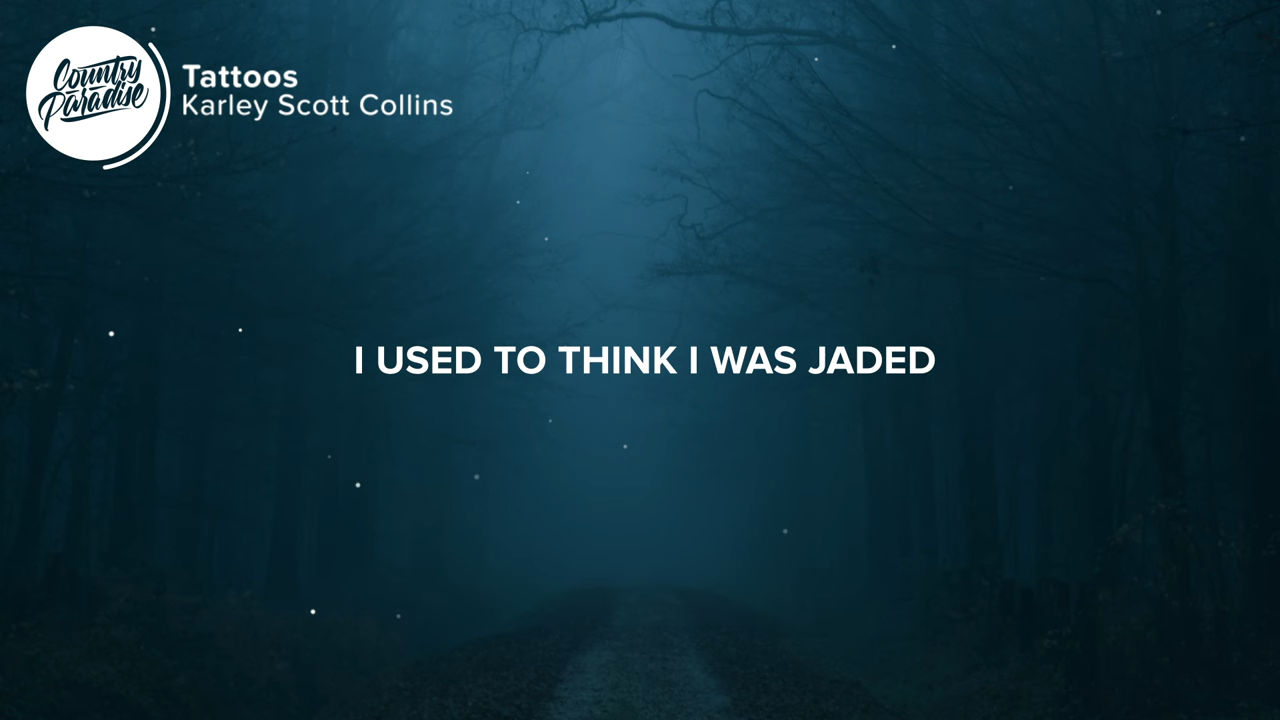 Country
Paradise
Tattoos
Karley Scott Collins
I USED TO THINK I WAS JADED